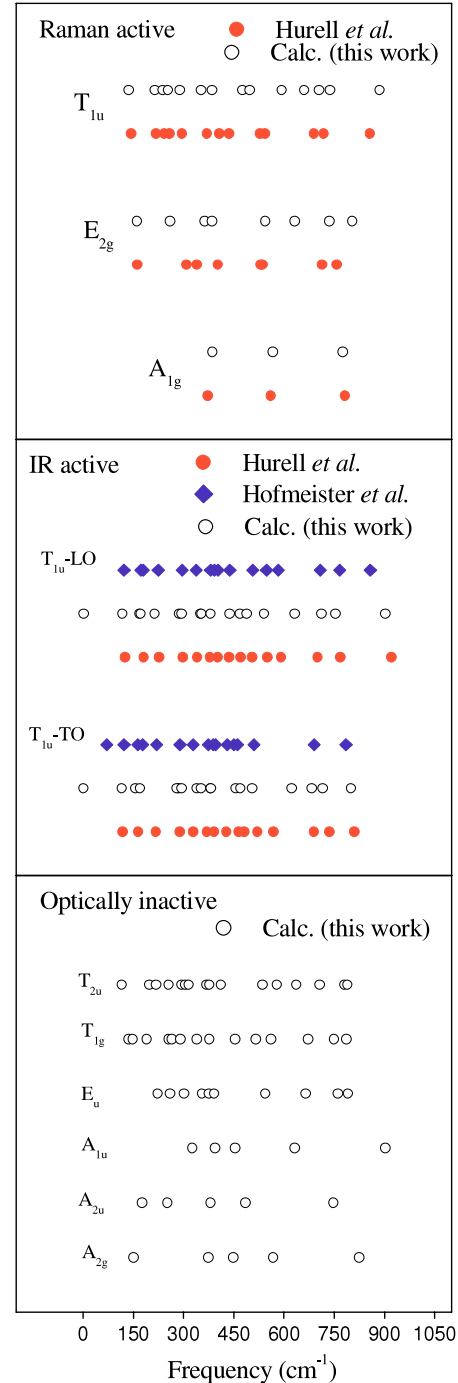 Raman active
Hurell et al.
Calc. (this work)
T1u
E2g
A1g
IR active
Hurell et al.
Hofmeister et al.
Calc. (this work)
T1u-LO
T1u-TO
Optically inactive
Calc. (this work)
T2u
T1g
Eu
A1u
A2u
A2g
0 150 300 450 600 750 900 1050
Frequency (cm-1)